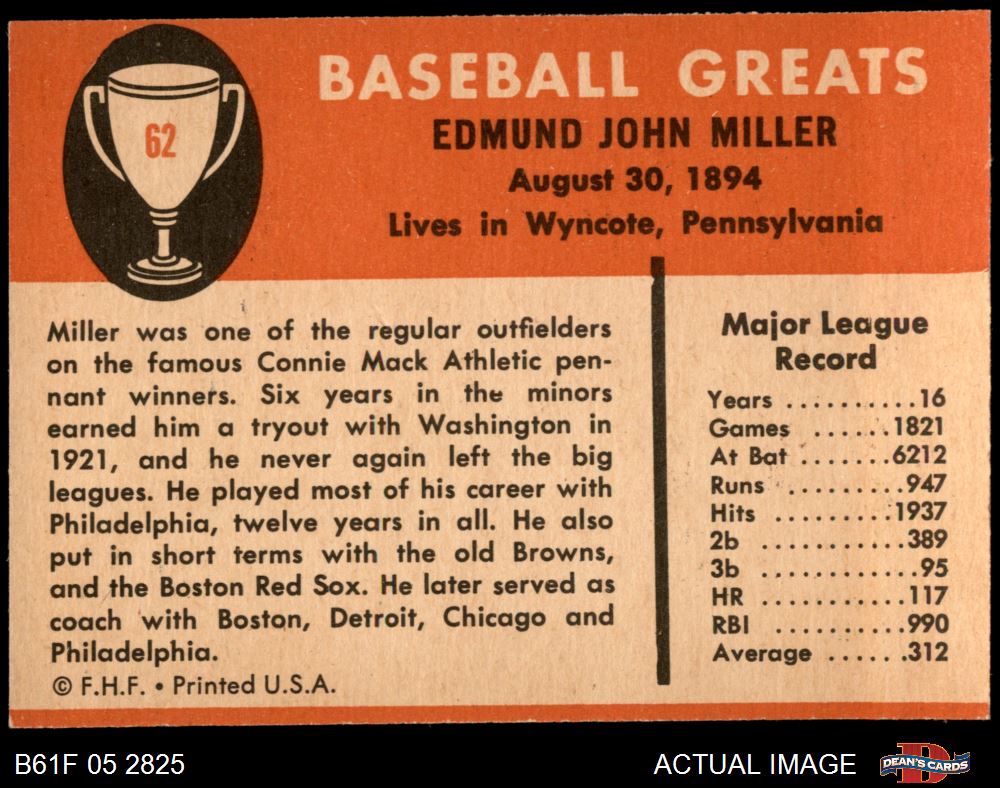 62
BASEBALL GREATS
EDMUND JOHN MILLER
August 30, 1894
Lives in Wyncote, Pennsylvania
Miller was one of the regular outfielders
on the famous Connie Mack Athletic pen-
nant winners. Six years in the minors
earned him a tryout with Washington in
1921, and he never again left the big
leagues. He played most of his career with
Philadelphia, twelve years in all. He also
put in short terms with the old Browns,
and the Boston Red Sox. He later served as
coach with Boston, Detroit, Chicago and
Philadelphia.
© F.H.F. • Printed U.S.A.
Major League
Record
Years ..........16
Games ......1821
At Bat .......6212
Runs .........947
Hits .........1937
2b ...........389
3b ............95
HR ...........117
RBI ..........990
Average ......312
B61F 05 2825
ACTUAL IMAGE
D
DEAN'S CARDS